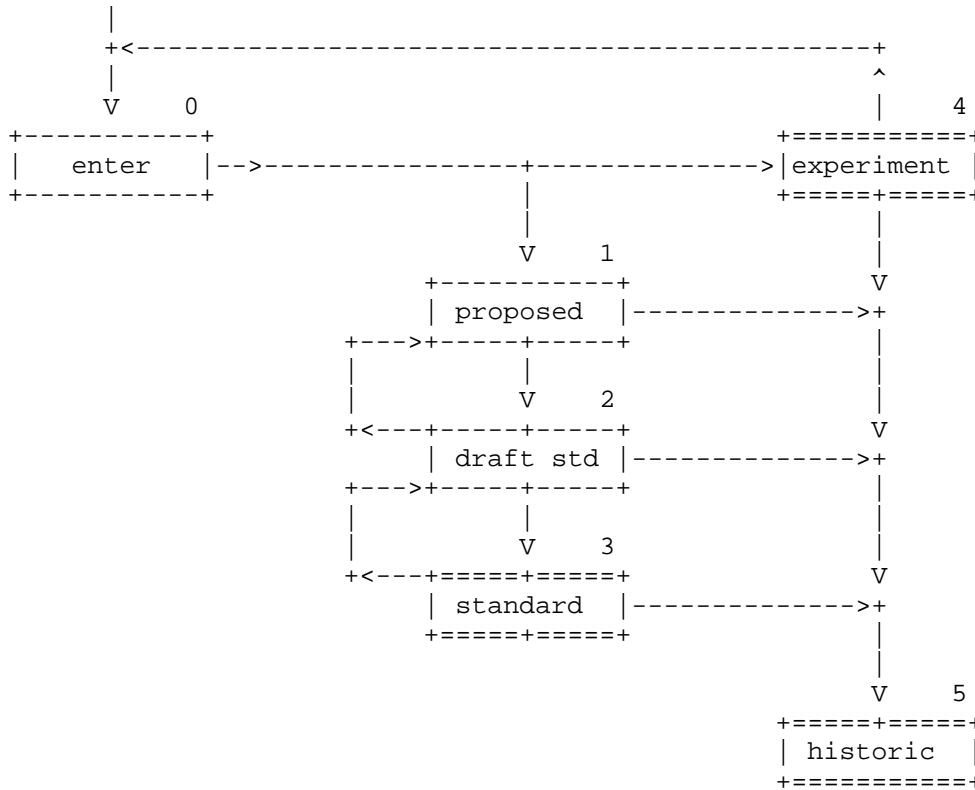 0
4
enter
experiment
1
proposed
2
draft std
3
standard
5
historic